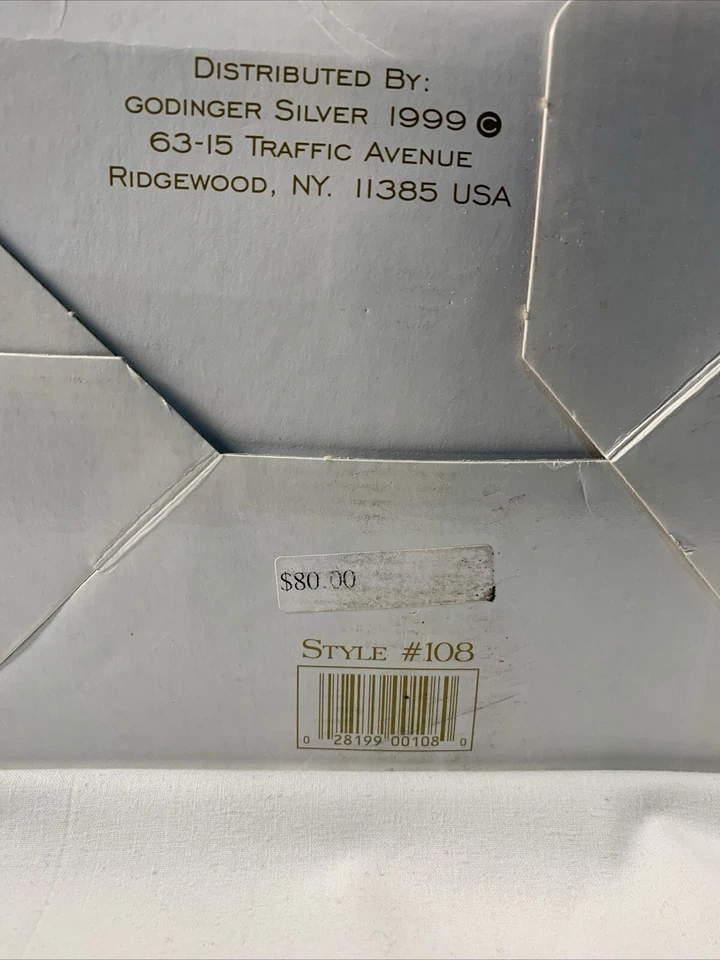 DISTRIBUTED BY:
GODINGER SILVER 1999 ©
63-15 TRAFFIC AVENUE
RIDGEWOOD, NY. 11385 USA
$80.00
STYLE #108
0 28199 00108 0